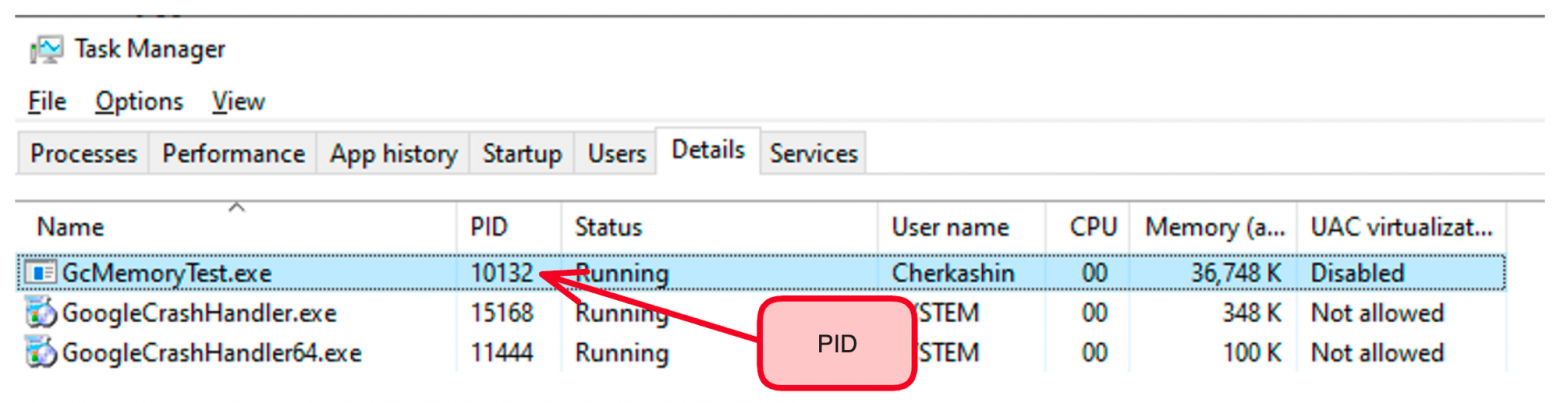 Task Manager
File Options View
Processes Performance App history Startup Users Details Services
Name PID Status User name CPU Memory (a... UAC virtualizat...
GcMemoryTest.exe 10132 Running Cherkashin 00 36,748 K Disabled
GoogleCrashHandler.exe 15168 Running YSTEM 00 348 K Not allowed
GoogleCrashHandler64.exe 11444 Running YSTEM 00 100 K Not allowed
PID